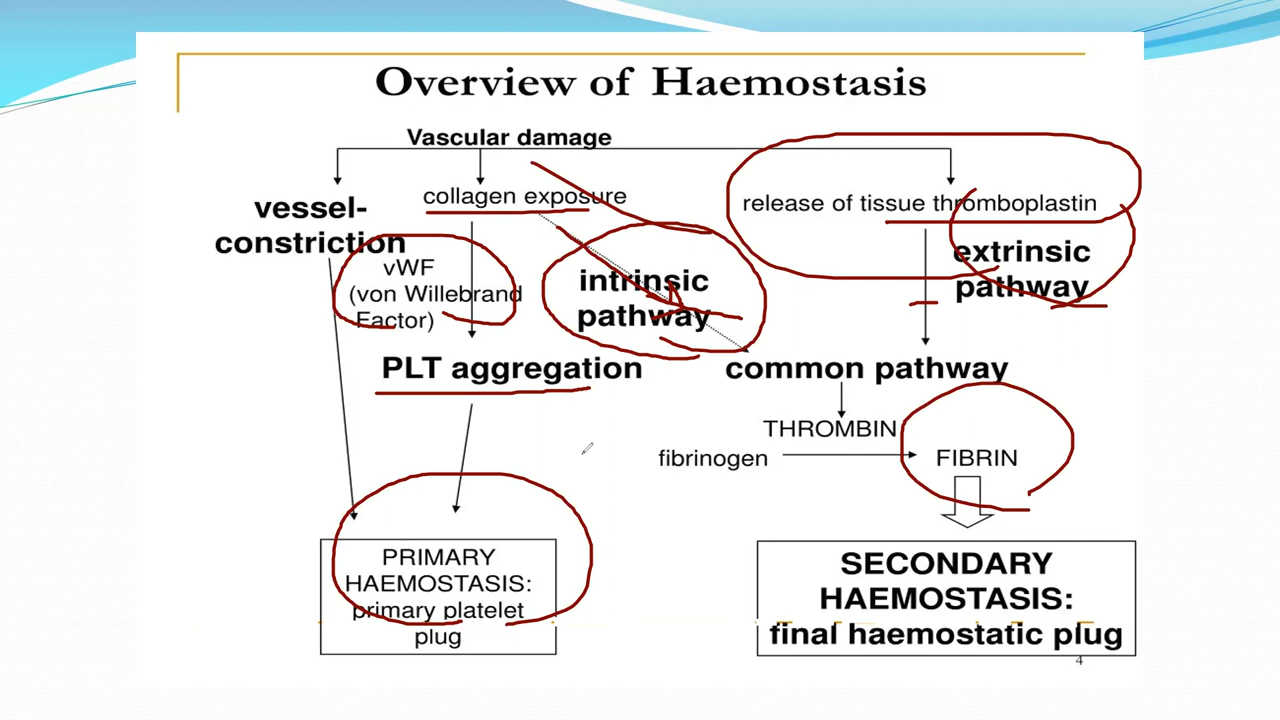 Overview of Haemostasis
Vascular damage
vessel-
constriction
collagen exposure
release of tissue thromboplastin
vWF
(von Willebrand
Factor)
intrinsic
pathway
extrinsic
pathway
PLT aggregation
common pathway
THROMBIN
fibrinogen
FIBRIN
PRIMARY
HAEMOSTASIS:
primary platelet
plug
SECONDARY
HAEMOSTASIS:
final haemostatic plug
4